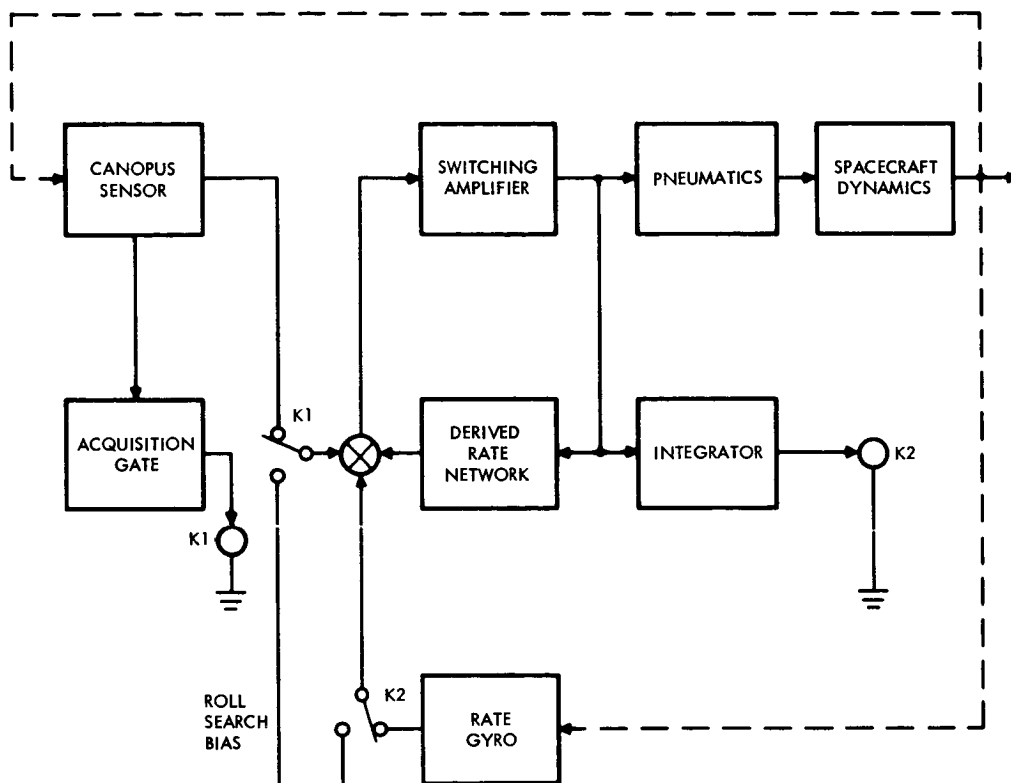 CANOPUS
SENSOR
SWITCHING
AMPLIFIER
PNEUMATICS
SPACECRAFT
DYNAMICS
ACQUISITION
GATE
K1
K1
DERIVED
RATE
NETWORK
INTEGRATOR
K2
ROLL
SEARCH
BIAS
K2
RATE
GYRO